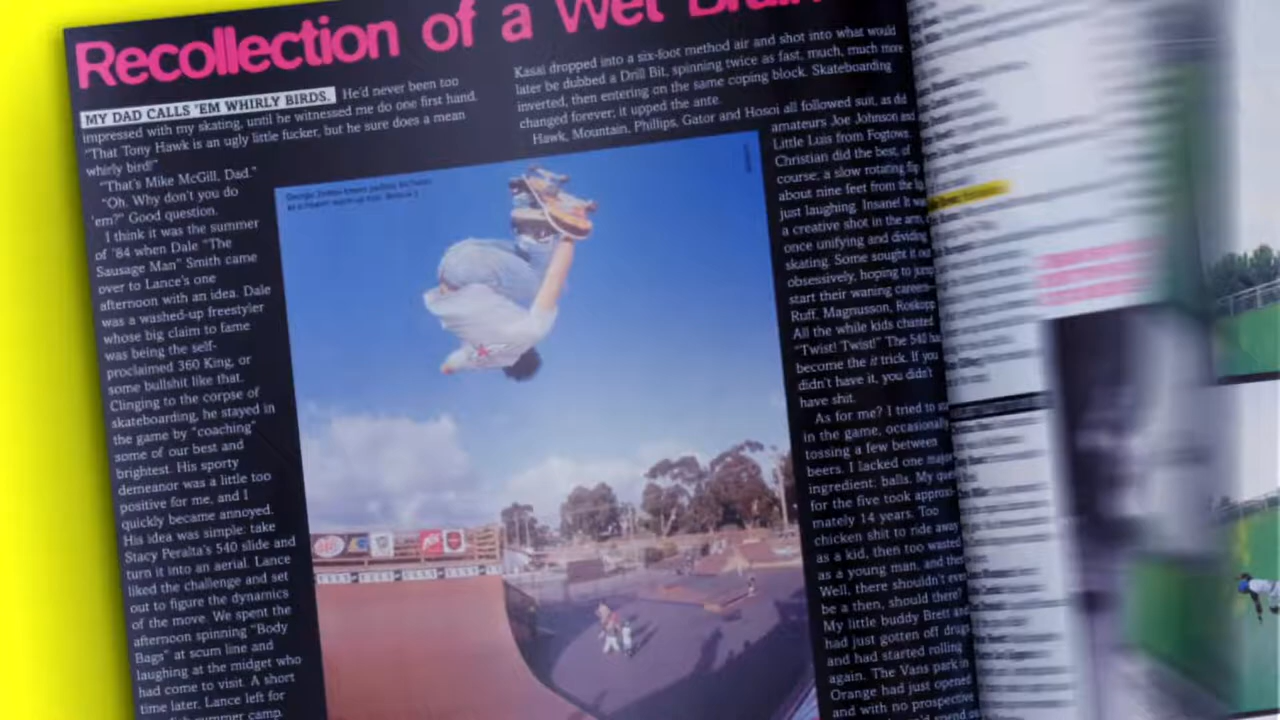 Recollection of a Wet Brain
MY DAD CALLS 'EM WHIRLY BIRDS. He'd never been too
impressed with my skating, until he witnessed me do one first hand.
"That Tony Hawk is an ugly little fucker, but he sure does a mean
whirly bird!"
"That's Mike McGill, Dad."
"Oh. Why don't you do
'em?" Good question.
I think it was the summer
of '84 when Dale "The
Sausage Man" Smith came
over to Lance's one
afternoon with an idea. Dale
was a washed-up freestyler
whose big claim to fame
was being the self-
proclaimed 360 King, or
some bullshit like that.
Clinging to the corpse of
skateboarding, he stayed in
the game by "coaching"
some of our best and
brightest. His sporty
demeanor was a little too
positive for me, and I
quickly became annoyed.
His idea was simple: take
Stacy Peralta's 540 slide and
turn it into an aerial. Lance
liked the challenge and set
out to figure the dynamics
of the move. We spent the
afternoon spinning "Body
Bags" at scum line and
laughing at the midget who
had come to visit. A short
time later, Lance left for
summer camp.
Kasai dropped into a six-foot method air and shot into what would
later be dubbed a Drill Bit, spinning twice as fast, much, much more
inverted, then entering on the same coping block. Skateboarding
changed forever; it upped the ante.
Hawk, Mountain, Phillips, Gator and Hosoi all followed suit, as did
amateurs Joe Johnson and
Little Luis from Fogtown.
Christian did the best, of
course; a slow rotating flip
about nine feet from the lip,
just laughing. Insane! It was
a creative shot in the arm,
once unifying and dividing
skating. Some sought it out
obsessively, hoping to jump
start their waning careers—
Ruff, Magnusson, Roskopp.
All the while kids chanted
"Twist! Twist!" The 540 had
become the it trick. If you
didn't have it, you didn't
have shit.
As for me? I tried to
in the game, occasionally
tossing a few between
beers. I lacked one major
ingredient: balls. My
for the five took approxi-
mately 14 years. Too
chicken shit to ride away
as a kid, then too wasted
as a young man, and then
Well, there shouldn't ever
be a then, should there?
My little buddy Brett and
had just gotten off drugs
and had started rolling
again. The Vans park in
Orange had just opened
and with no prospective